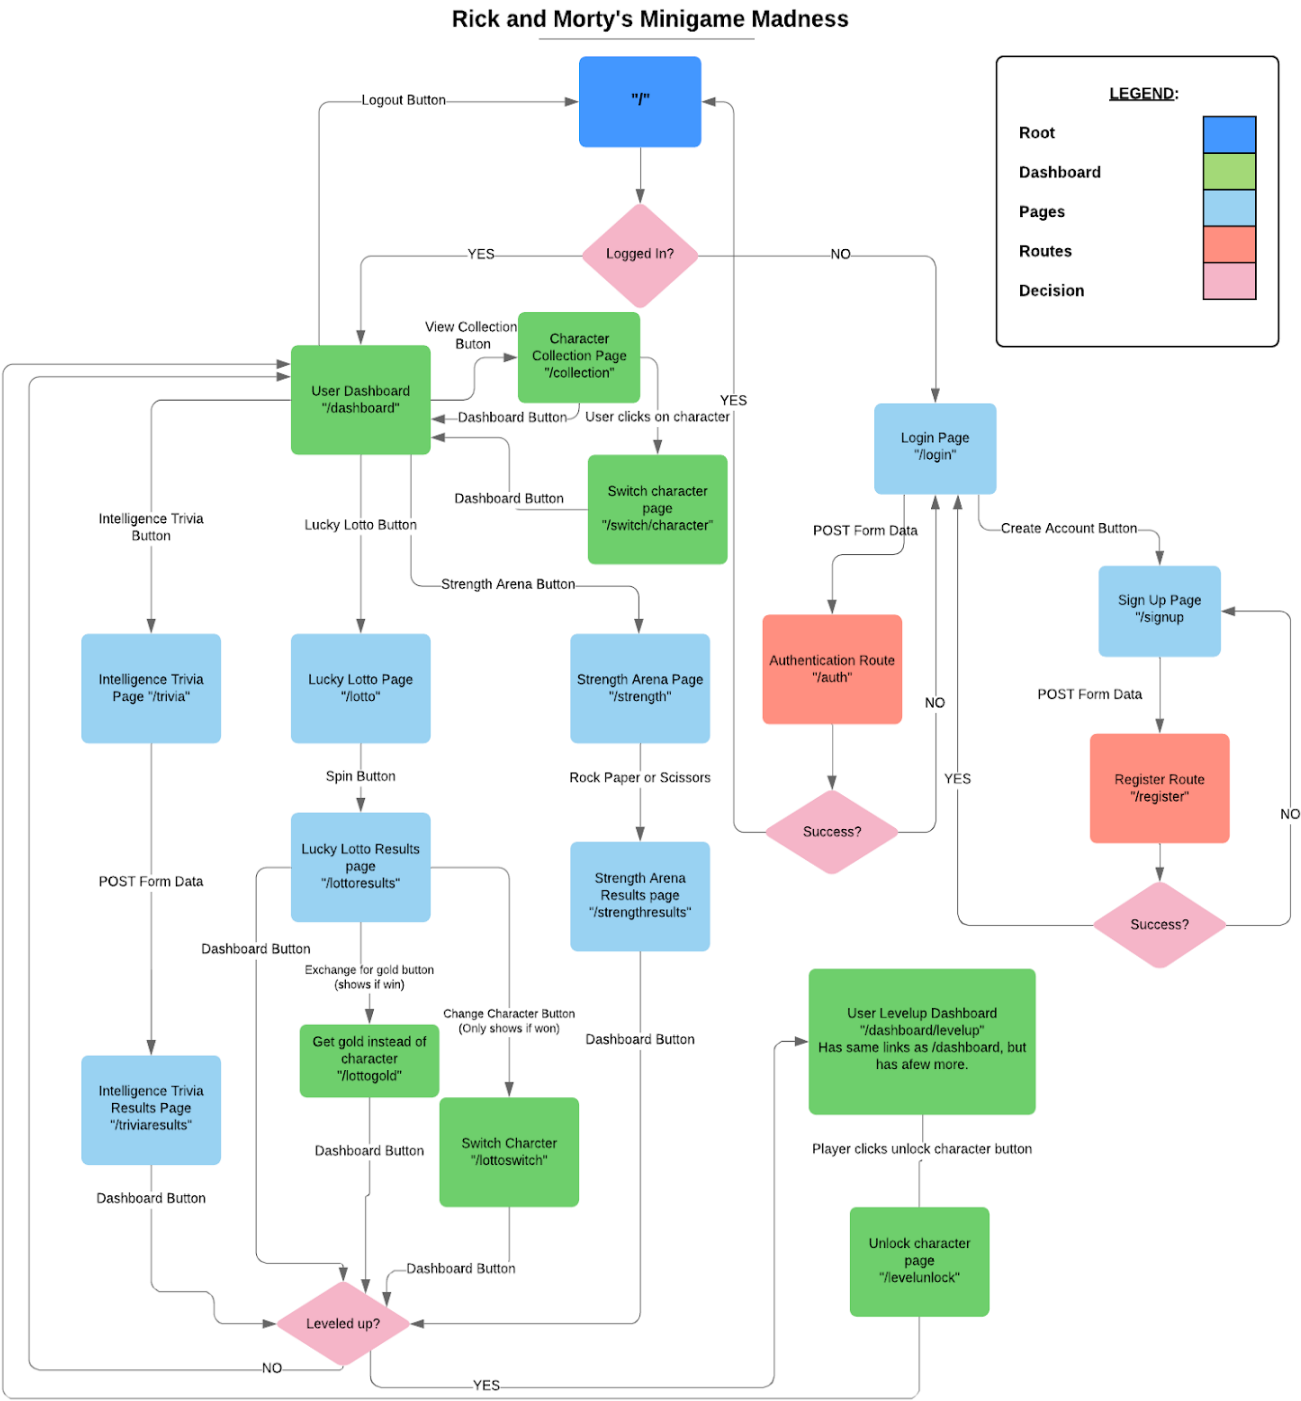 Rick and Morty's Minigame Madness
"/"
LEGEND:
Root
Dashboard
Pages
Routes
Decision
Logout Button
Logged In?
YES
NO
View Collection
Buton
Character
Collection Page
"/collection"
User Dashboard
"/dashboard"
Dashboard Button
User clicks on character
YES
Login Page
"/login"
Switch character
page
"/switch/character"
Dashboard Button
Intelligence Trivia
Button
Lucky Lotto Button
Strength Arena Button
POST Form Data
Create Account Button
Sign Up Page
"/signup
Authentication Route
"/auth"
Intelligence Trivia
Page "/trivia"
Lucky Lotto Page
"/lotto"
Strength Arena Page
"/strength"
NO
POST Form Data
Spin Button
Rock Paper or Scissors
YES
Register Route
"/register"
NO
Success?
Lucky Lotto Results
page
"/lottoresults"
Strength Arena
Results page
"/strengthresults"
POST Form Data
Success?
Dashboard Button
Exchange for gold button
(shows if win)
Change Character Button
(Only shows if won)
Dashboard Button
User Levelup Dashboard
"/dashboard/levelup"
Has same links as /dashboard, but
has afew more.
Get gold instead of
character
"/lottogold"
Intelligence Trivia
Results Page
"/triviaresults"
Switch Charcter
"/lottoswitch"
Dashboard Button
Player clicks unlock character button
Dashboard Button
Unlock character
page
"/levelunlock"
Dashboard Button
Leveled up?
NO
YES